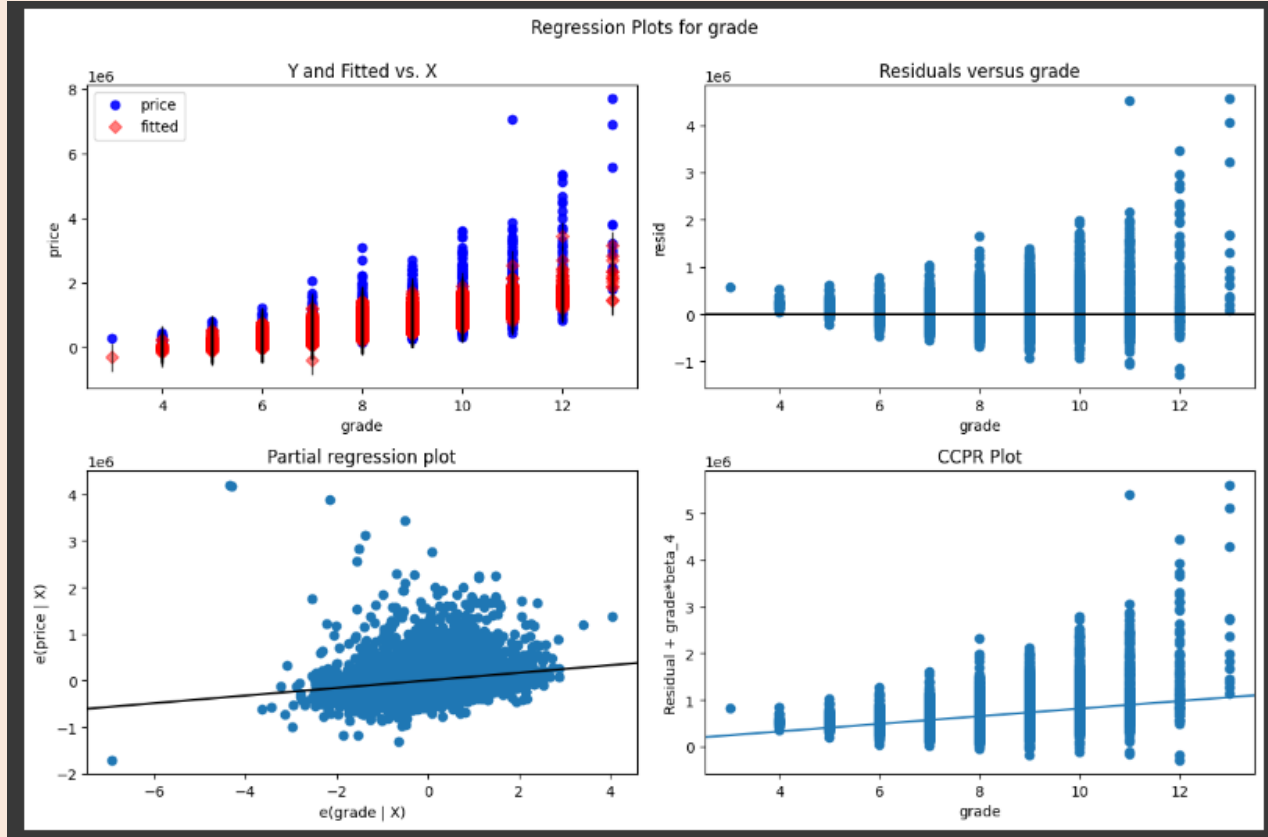 Regression Plots for grade
Y and Fitted vs. X
1e6
price
fitted
8
6
4
2
0
price
4
6
8
10
12
grade
Residuals versus grade
1e6
4
3
2
1
0
−1
resid
4
6
8
10
12
grade
Partial regression plot
1e6
4
3
2
1
0
−1
−2
e(price | X)
−6
−4
−2
0
2
4
e(grade | X)
CCPR Plot
1e6
5
4
3
2
1
0
Residual + grade*beta_4
4
6
8
10
12
grade